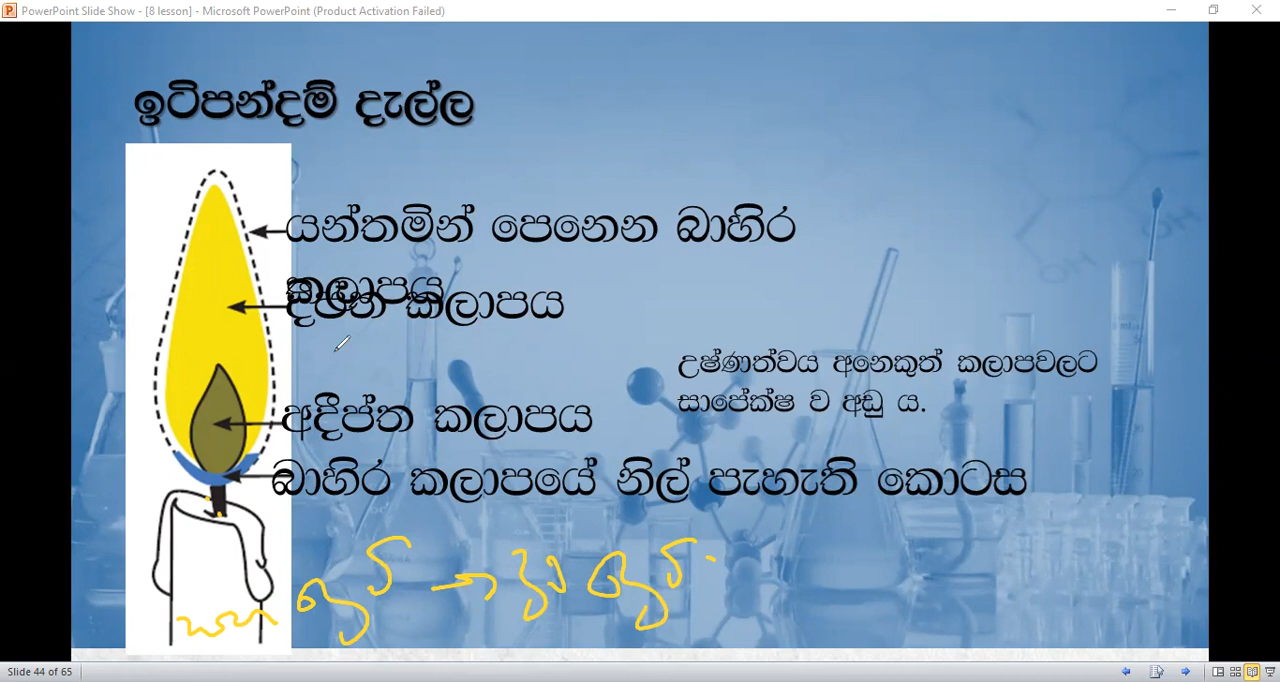 PowerPoint Slide Show - [8 lesson] - Microsoft PowerPoint (Product Activation Failed)
ඉටිපන්දම් දැල්ල
යන්තමින් පෙනෙන බාහිර
කලාපය
දීප්ත කලාපය
උෂ්ණත්වය අනෙකුත් කලාපවලට
සාපේක්ෂ ව අඩු ය.
අදීප්ත කලාපය
බාහිර කලාපයේ නිල් පැහැති කොටස
Slide 44 of 65